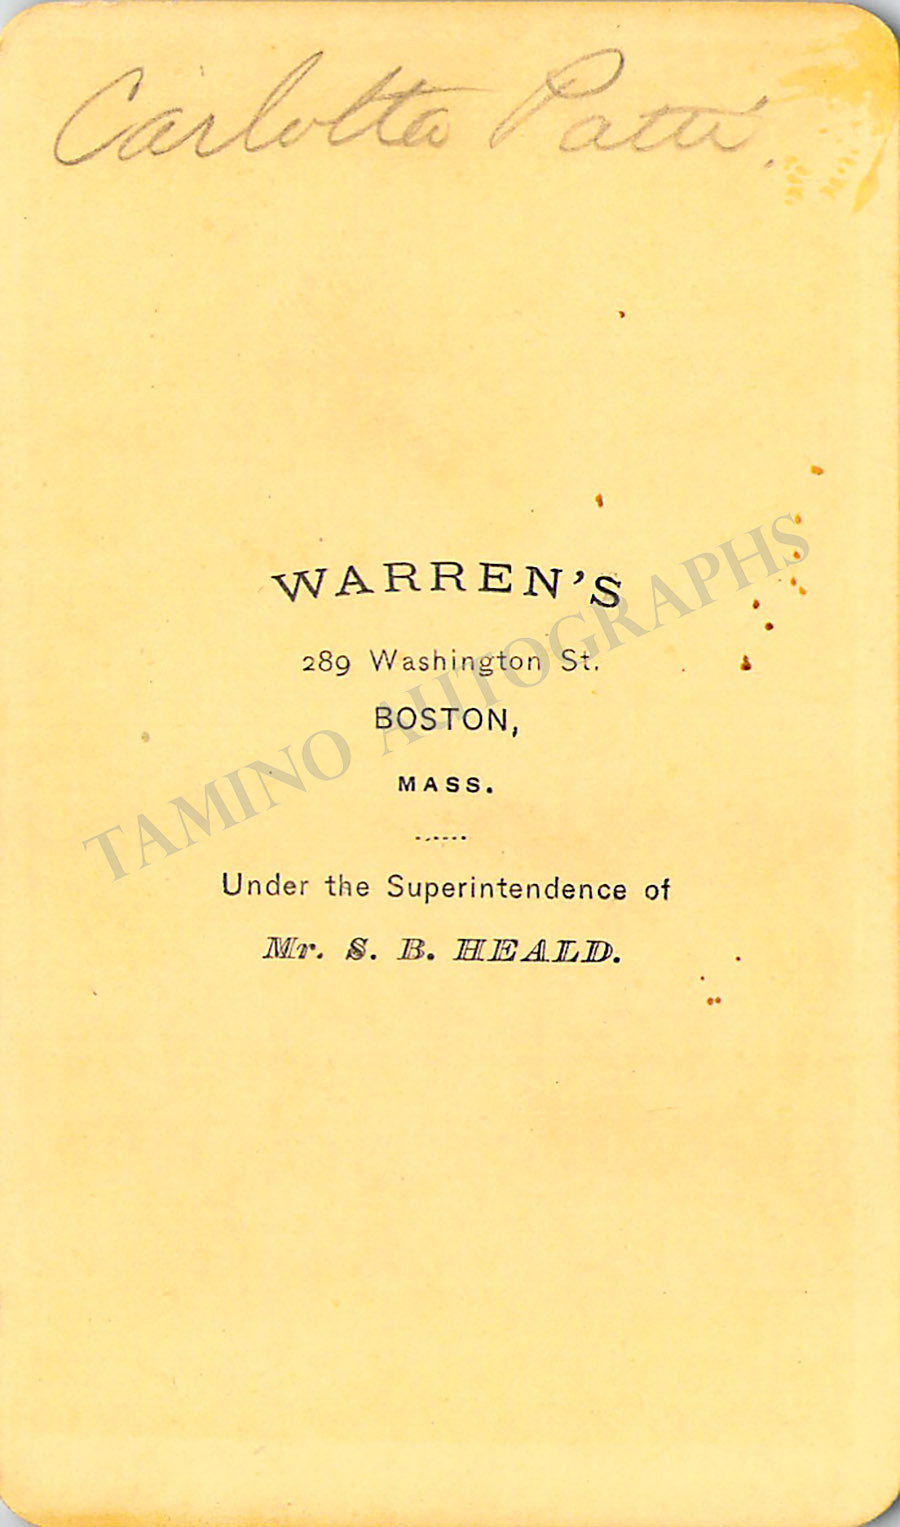 Carlotta Patti.
WARREN'S
289 Washington St.
BOSTON,
MASS.
Under the Superintendence of
Mr. S. B. HEALD.
TAMINO AUTOGRAPHS